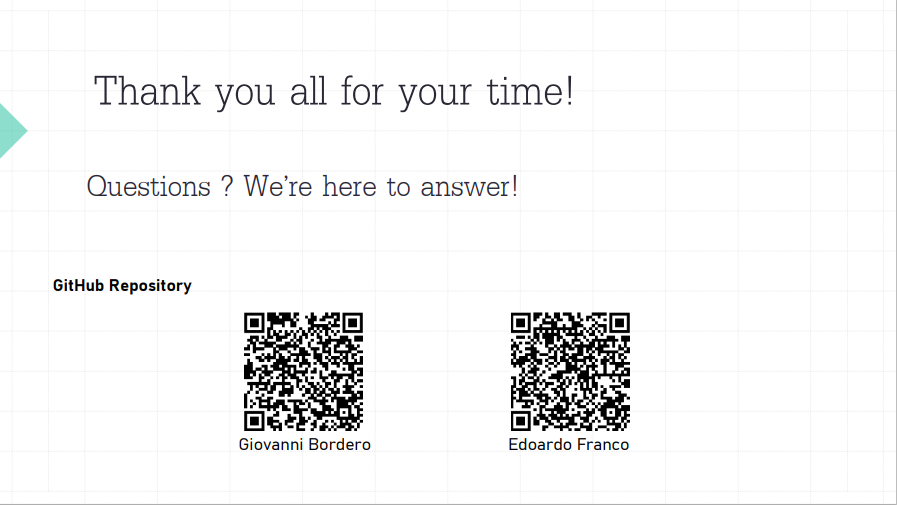 Thank you all for your time!
Questions ? We're here to answer!
GitHub Repository
Giovanni Bordero
Edoardo Franco